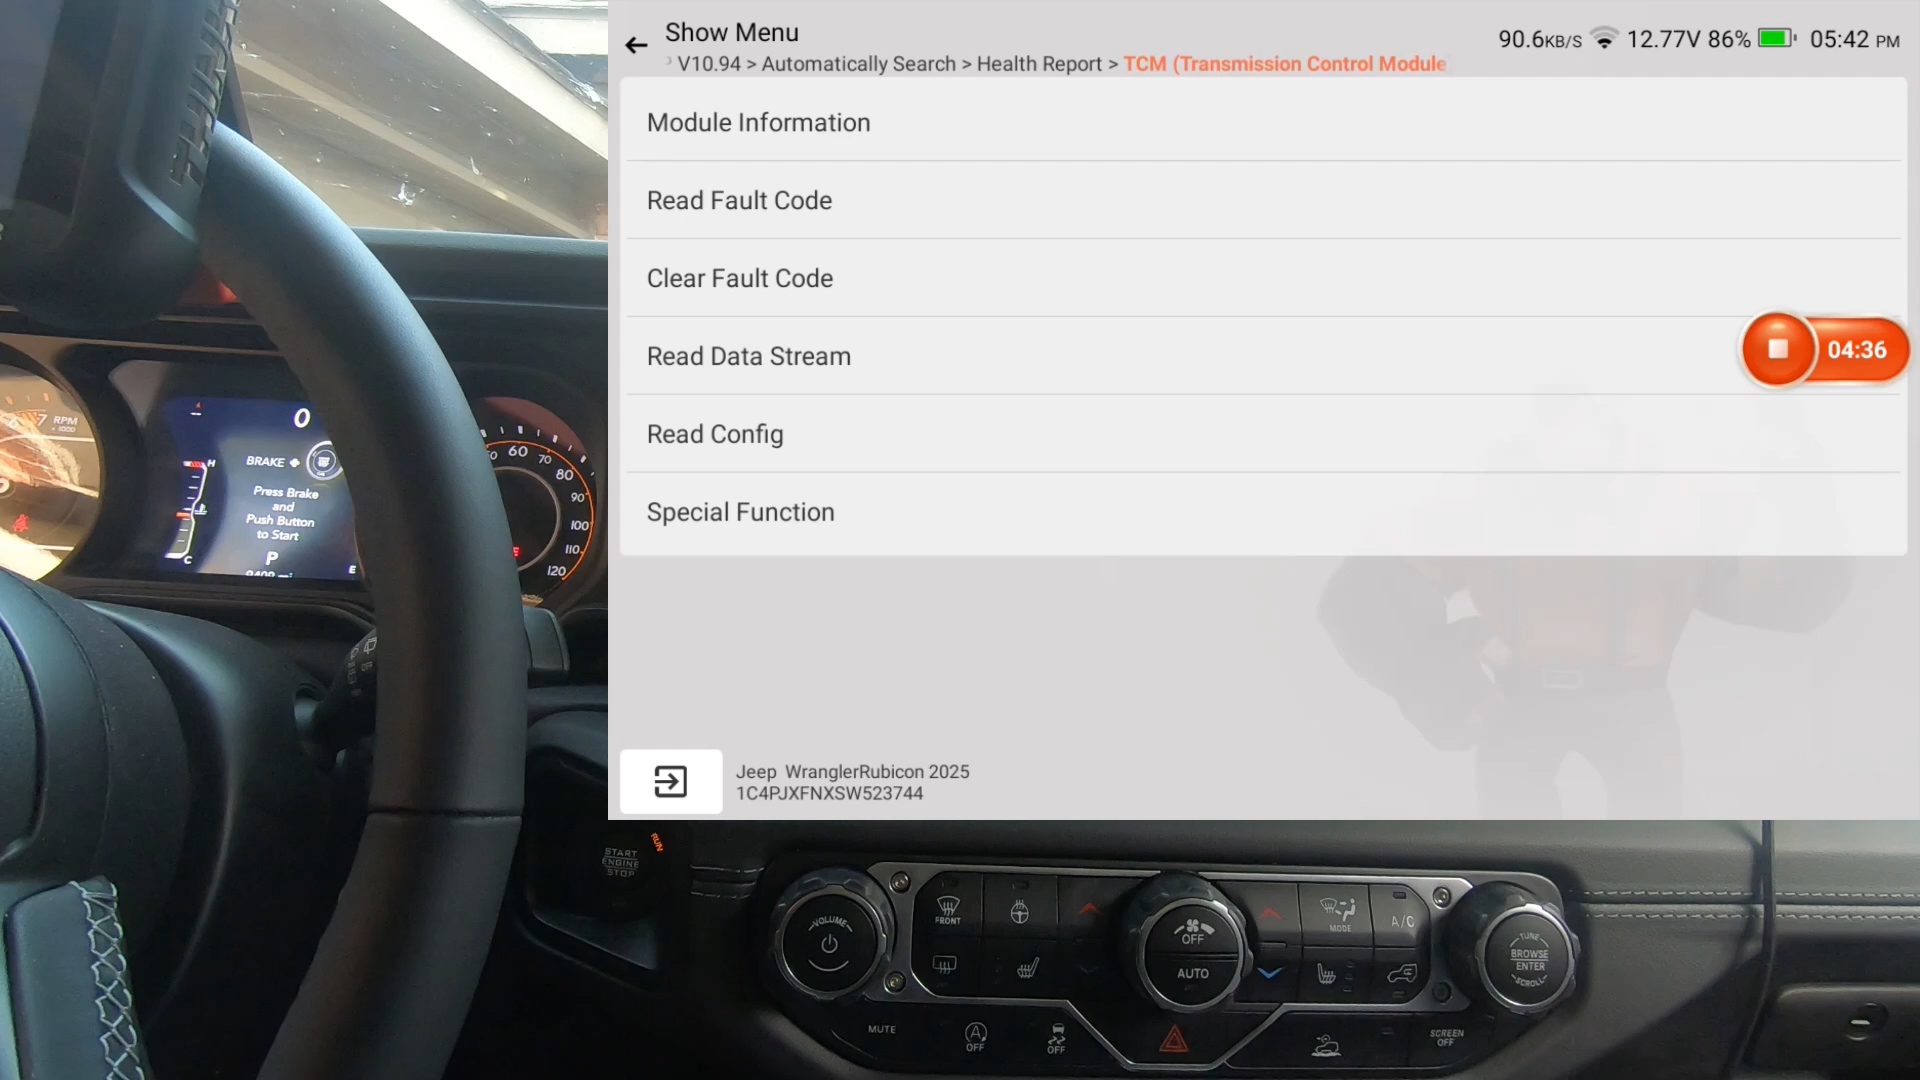 Show Menu
V10.94 > Automatically Search > Health Report > TCM (Transmission Control Module
90.6KB/S 12.77V 86% 05:42 PM
Module Information
Read Fault Code
Clear Fault Code
Read Data Stream
04:36
Read Config
Special Function
Jeep WranglerRubicon 2025
1C4PJXFNXSW523744
7 RPM
0
H
BRAKE +
Press Brake
and
Push Button
to Start
C
P
E
60
70
80
90
100
110
120
E
START
ENGINE
STOP
RUN
VOLUME
FRONT
OFF
AUTO
MODE
A/C
TUNE
BROWSE
ENTER
SCROLL
MUTE
A
OFF
OFF
SCREEN
OFF